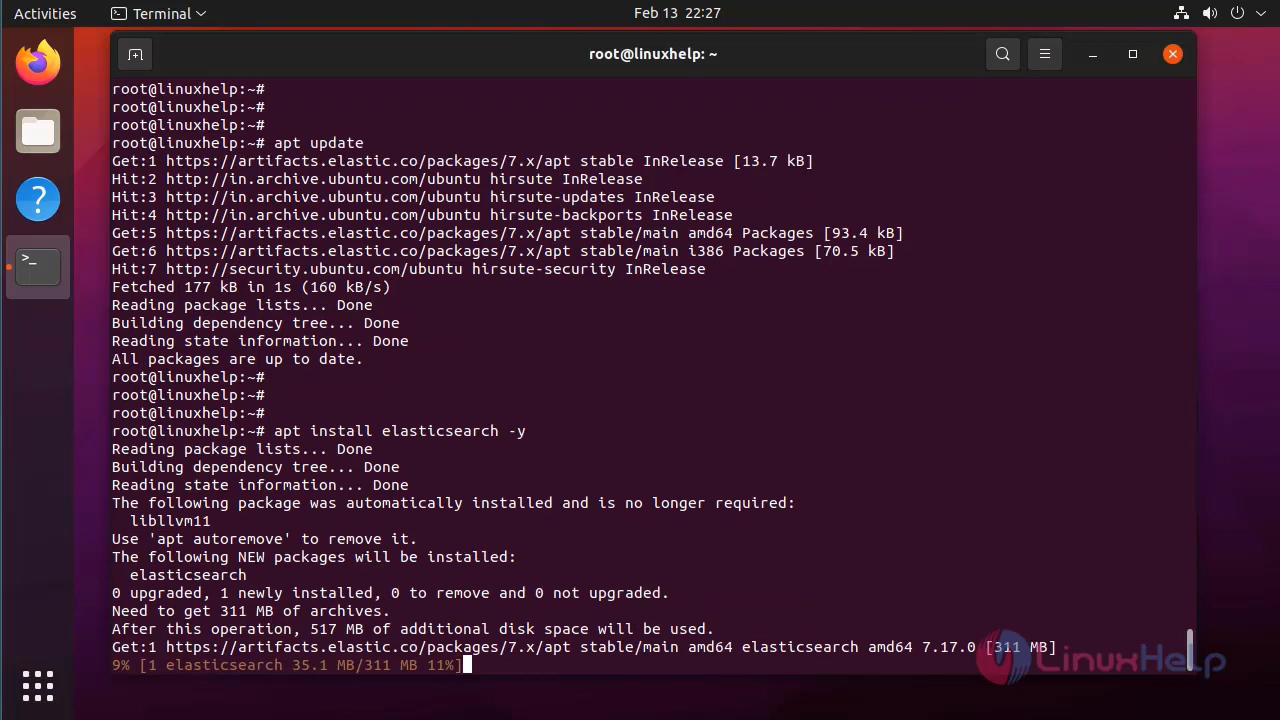 Activities Terminal Feb 13 22:27
root@linuxhelp: ~
root@linuxhelp:~#
root@linuxhelp:~#
root@linuxhelp:~#
root@linuxhelp:~# apt update
Get:1 https://artifacts.elastic.co/packages/7.x/apt stable InRelease [13.7 kB]
Hit:2 http://in.archive.ubuntu.com/ubuntu hirsute InRelease
Hit:3 http://in.archive.ubuntu.com/ubuntu hirsute-updates InRelease
Hit:4 http://in.archive.ubuntu.com/ubuntu hirsute-backports InRelease
Get:5 https://artifacts.elastic.co/packages/7.x/apt stable/main amd64 Packages [93.4 kB]
Get:6 https://artifacts.elastic.co/packages/7.x/apt stable/main i386 Packages [70.5 kB]
Hit:7 http://security.ubuntu.com/ubuntu hirsute-security InRelease
Fetched 177 kB in 1s (160 kB/s)
Reading package lists... Done
Building dependency tree... Done
Reading state information... Done
All packages are up to date.
root@linuxhelp:~#
root@linuxhelp:~#
root@linuxhelp:~#
root@linuxhelp:~# apt install elasticsearch -y
Reading package lists... Done
Building dependency tree... Done
Reading state information... Done
The following package was automatically installed and is no longer required:
libllvm11
Use 'apt autoremove' to remove it.
The following NEW packages will be installed:
elasticsearch
0 upgraded, 1 newly installed, 0 to remove and 0 not upgraded.
Need to get 311 MB of archives.
After this operation, 517 MB of additional disk space will be used.
Get:1 https://artifacts.elastic.co/packages/7.x/apt stable/main amd64 elasticsearch amd64 7.17.0 [311 MB]
9% [1 elasticsearch 35.1 MB/311 MB 11%]
LinuxHelp